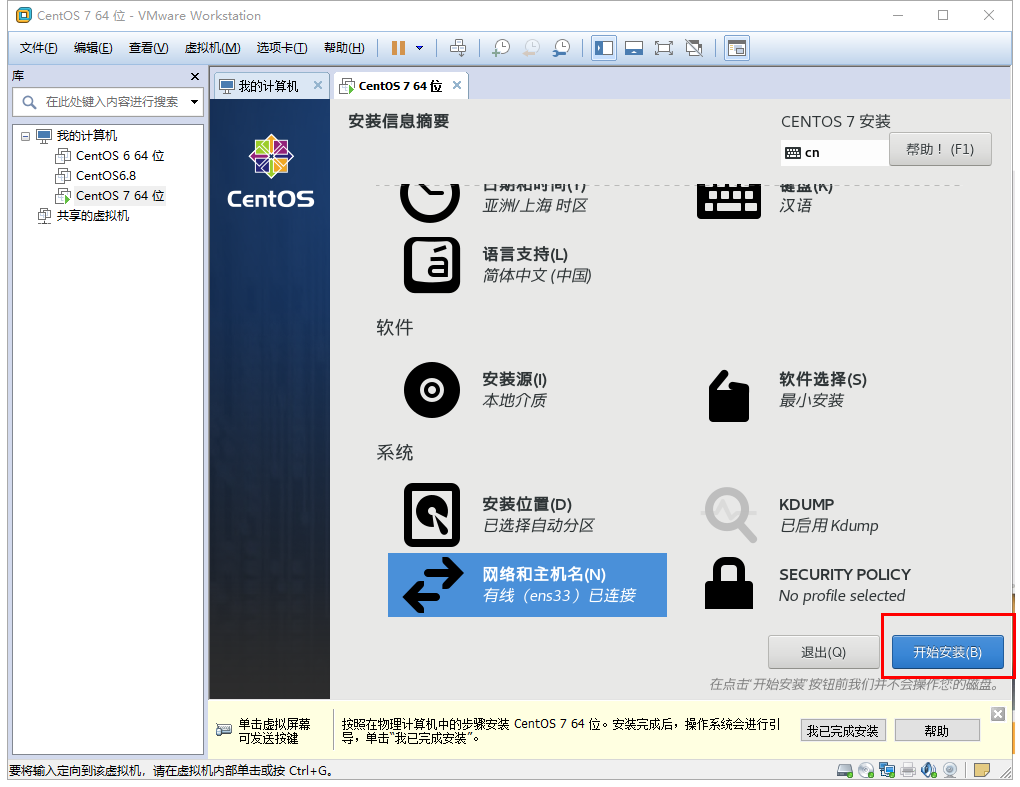 CentOS 7 64 位 - VMware Workstation
文件(F) 编辑(E) 查看(V) 虚拟机(M) 选项卡(T) 帮助(H)
库
在此处键入内容进行搜索
我的计算机
CentOS 6 64 位
CentOS6.8
CentOS 7 64 位
共享的虚拟机
我的计算机
CentOS 7 64 位
CentOS
安装信息摘要
CENTOS 7 安装
cn
帮助！(F1)
日期和时间(T)
亚洲/上海 时区
键盘(K)
汉语
语言支持(L)
简体中文 (中国)
软件
安装源(I)
本地介质
软件选择(S)
最小安装
系统
安装位置(D)
已选择自动分区
KDUMP
已启用 Kdump
网络和主机名(N)
有线（ens33）已连接
SECURITY POLICY
No profile selected
退出(Q)
开始安装(B)
在点击'开始安装'按钮前我们并不会操作您的磁盘。
单击虚拟屏幕
可发送按键
按照在物理计算机中的步骤安装 CentOS 7 64 位。安装完成后，操作系统会进行引
导，单击“我已完成安装”。
我已完成安装
帮助
要将输入定向到该虚拟机，请在虚拟机内部单击或按 Ctrl+G。